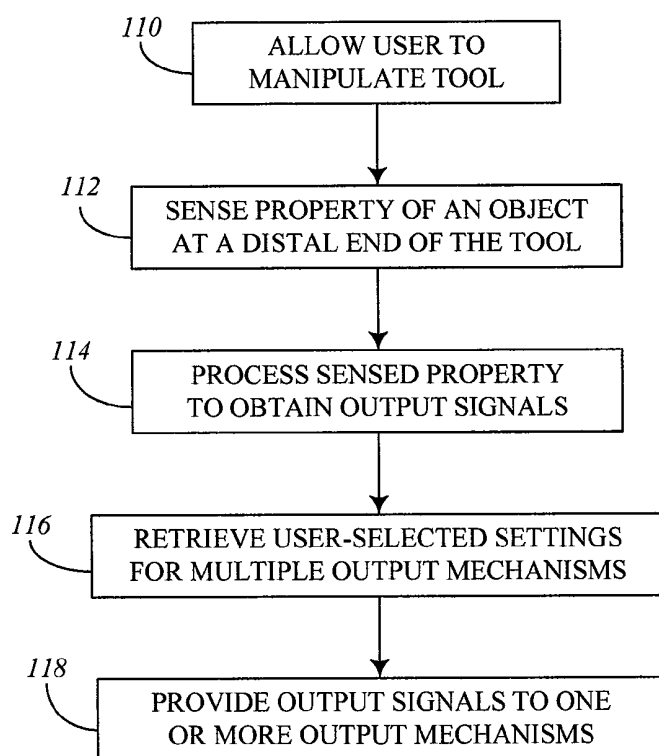 110
ALLOW USER TO
MANIPULATE TOOL
112
SENSE PROPERTY OF AN OBJECT
AT A DISTAL END OF THE TOOL
114
PROCESS SENSED PROPERTY
TO OBTAIN OUTPUT SIGNALS
116
RETRIEVE USER-SELECTED SETTINGS
FOR MULTIPLE OUTPUT MECHANISMS
118
PROVIDE OUTPUT SIGNALS TO ONE
OR MORE OUTPUT MECHANISMS